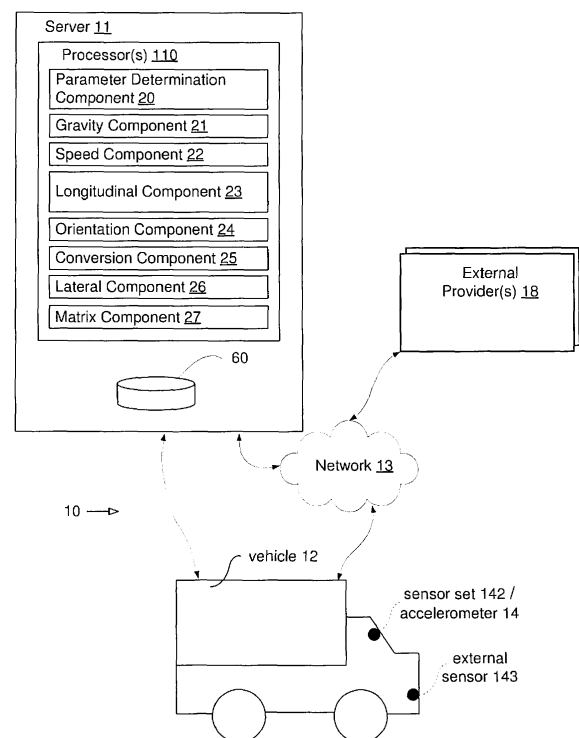 Server 11
Processor(s) 110
Parameter Determination
Component 20
Gravity Component 21
Speed Component 22
Longitudinal Component 23
Orientation Component 24
Conversion Component 25
Lateral Component 26
Matrix Component 27
60
External
Provider(s) 18
Network 13
10
vehicle 12
sensor set 142 /
accelerometer 14
external
sensor 143